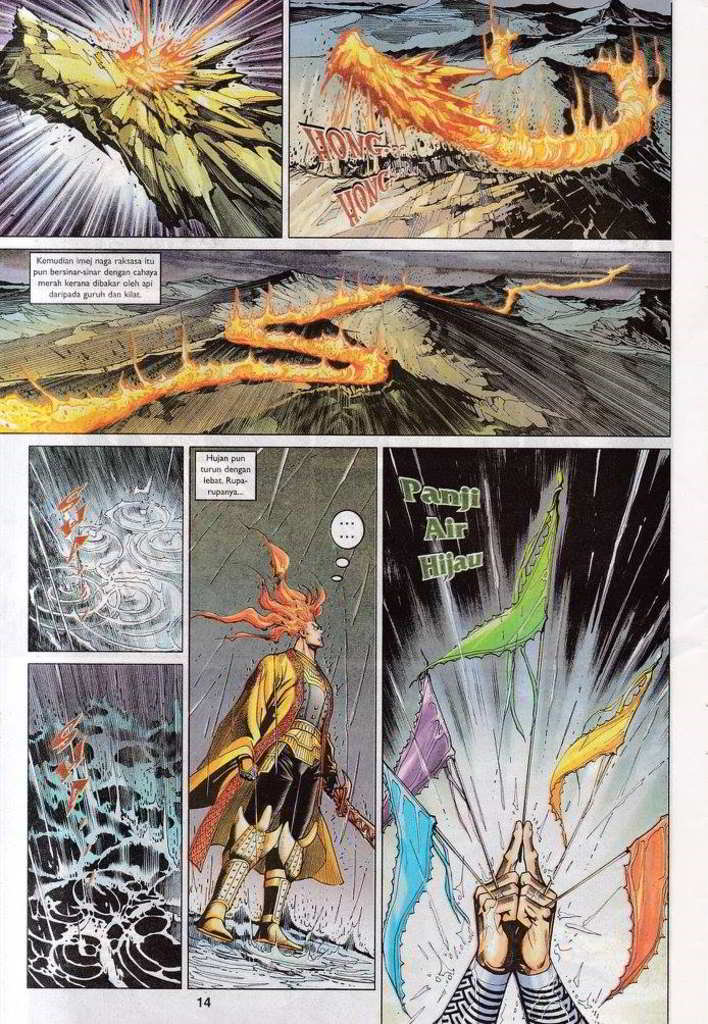 HONG...
HONG...
Kemudian imej naga raksasa itu
pun bersinar-sinar dengan cahaya
merah kerana dibakar oleh api
daripada guruh dan kilat.
Hujan pun
turun dengan
lebat. Rupa-
rupanya...
...
...
Panji
Air
Hijau
14